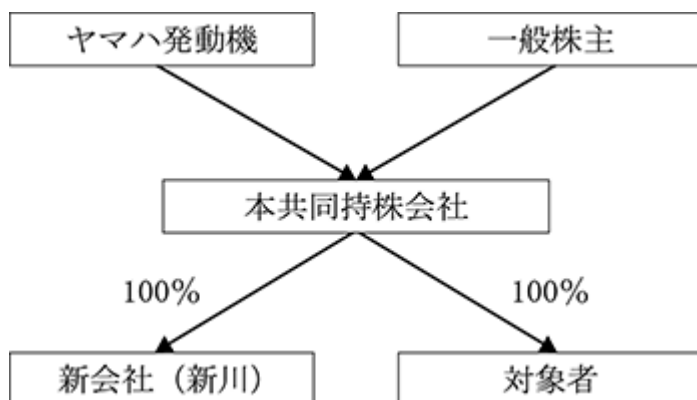 ヤマハ発動機
一般株主
本共同持株会社
100%
100%
新会社（新川）
対象者